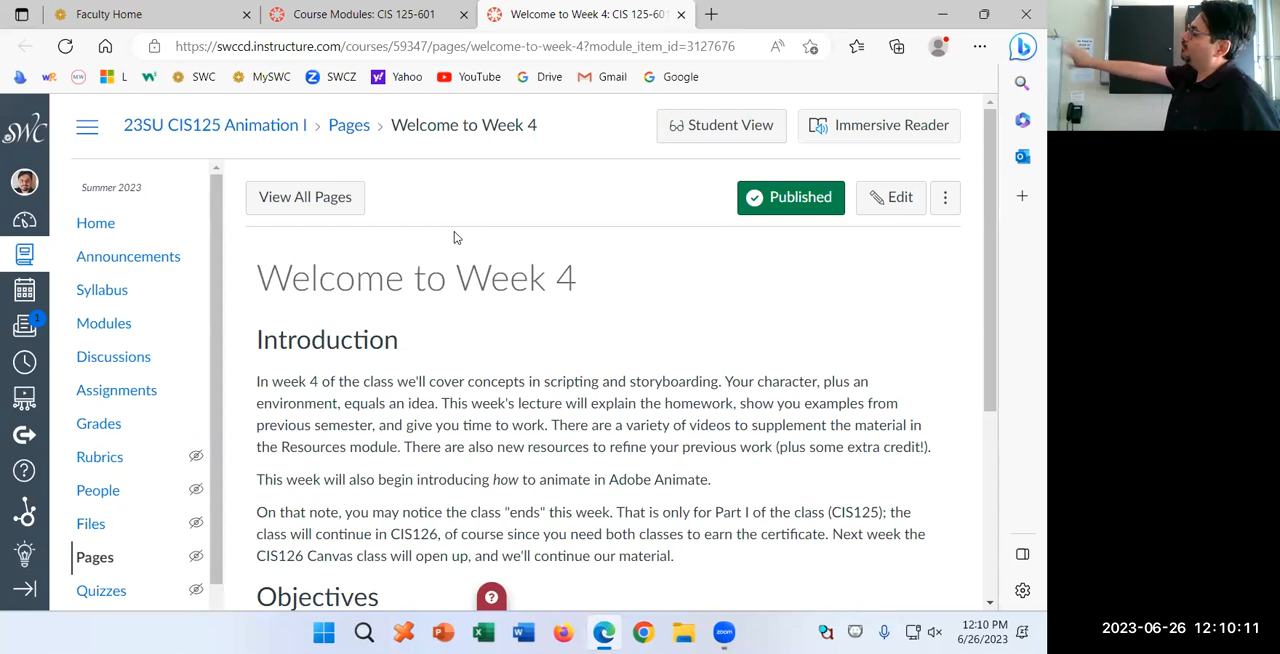 Faculty Home
Course Modules: CIS 125-601
Welcome to Week 4: CIS 125-601
https://swccd.instructure.com/courses/59347/pages/welcome-to-week-4?module_item_id=3127676
L
SWC
MySWC
SWCZ
Yahoo
YouTube
Drive
Gmail
Google
SWC
23SU CIS125 Animation I › Pages › Welcome to Week 4
Student View
Immersive Reader
Summer 2023
Home
Announcements
Syllabus
Modules
Discussions
Assignments
Grades
Rubrics
People
Files
Pages
Quizzes
1
View All Pages
Published
Edit
Welcome to Week 4
Introduction
In week 4 of the class we'll cover concepts in scripting and storyboarding. Your character, plus an
environment, equals an idea. This week's lecture will explain the homework, show you examples from
previous semester, and give you time to work. There are a variety of videos to supplement the material in
the Resources module. There are also new resources to refine your previous work (plus some extra credit!).
This week will also begin introducing how to animate in Adobe Animate.
On that note, you may notice the class "ends" this week. That is only for Part I of the class (CIS125); the
class will continue in CIS126, of course since you need both classes to earn the certificate. Next week the
CIS126 Canvas class will open up, and we'll continue our material.
Objectives
zoom
12:10 PM
6/26/2023
2023-06-26 12:10:11